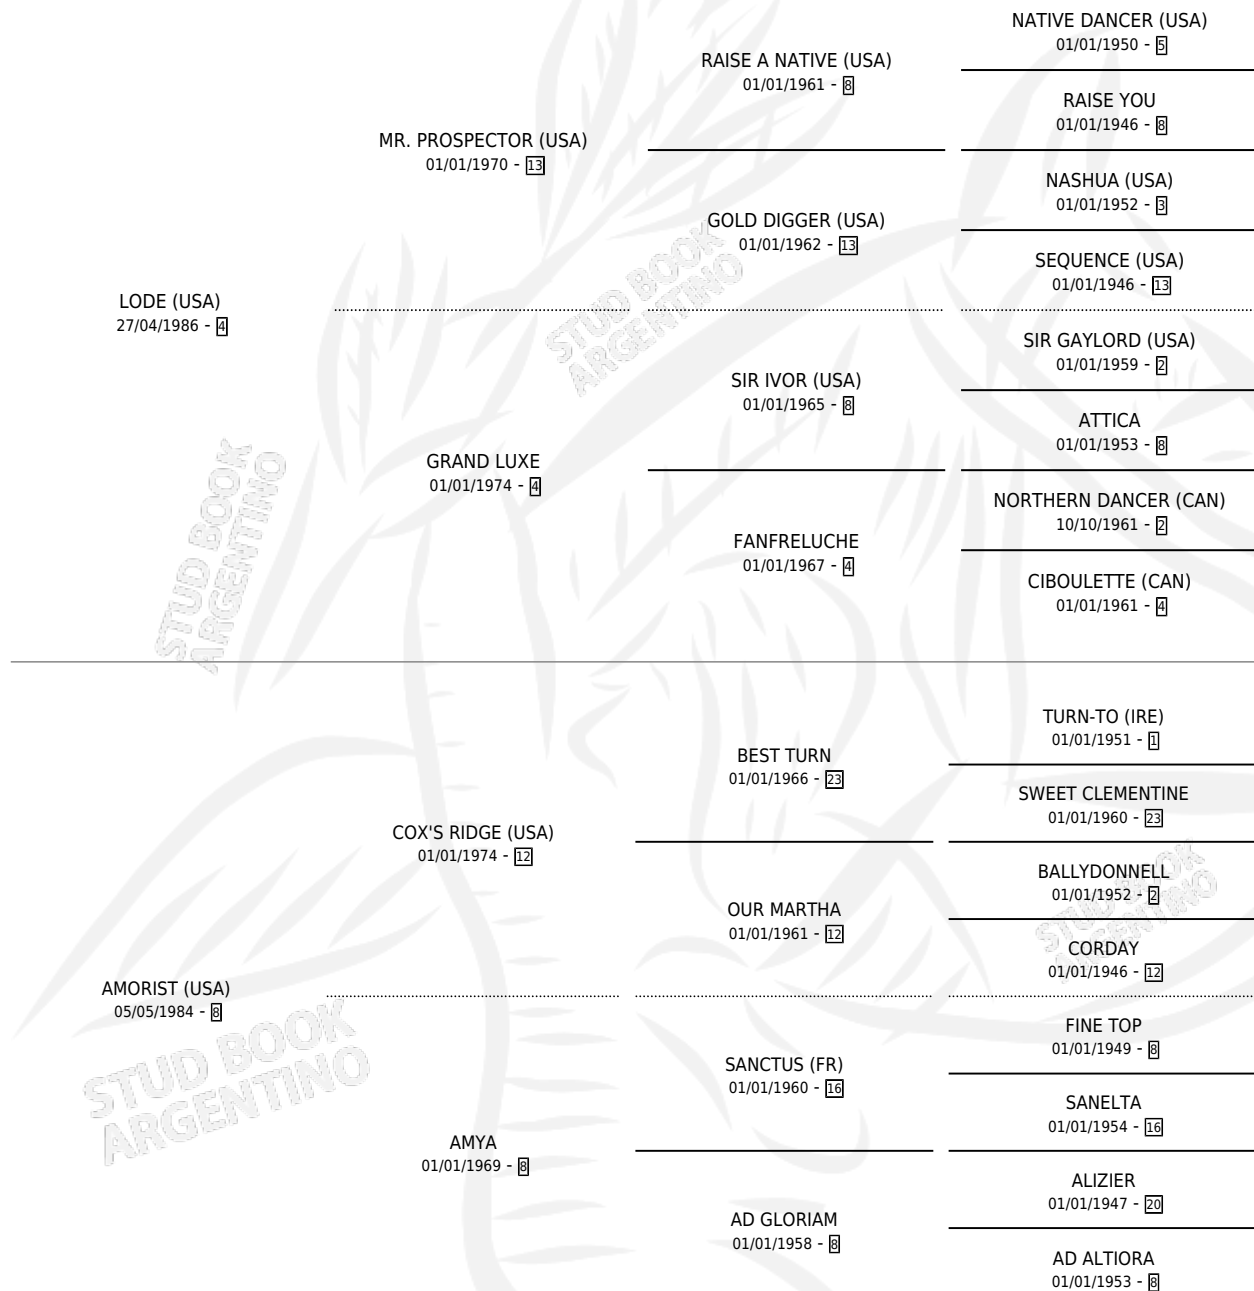 NATIVE DANCER (USA)
01/01/1950 - 5
RAISE A NATIVE (USA)
01/01/1961 - 8
RAISE YOU
01/01/1946 - 8
MR. PROSPECTOR (USA)
01/01/1970 - 13
NASHUA (USA)
01/01/1952 - 3
GOLD DIGGER (USA)
01/01/1962 - 13
SEQUENCE (USA)
01/01/1946 - 13
LODE (USA)
27/04/1986 - 4
STUD BOOK
ARGENTINO
SIR GAYLORD (USA)
01/01/1959 - 2
SIR IVOR (USA)
01/01/1965 - 8
ATTICA
01/01/1953 - 8
GRAND LUXE
01/01/1974 - 4
NORTHERN DANCER (CAN)
10/10/1961 - 2
FANFRELUCHE
01/01/1967 - 4
CIBOULETTE (CAN)
01/01/1961 - 4
STUD BOOK
ARGENTINO
TURN-TO (IRE)
01/01/1951 - 1
BEST TURN
01/01/1966 - 23
SWEET CLEMENTINE
01/01/1960 - 23
COX'S RIDGE (USA)
01/01/1974 - 12
BALLYDONNELL
01/01/1952 - 2
OUR MARTHA
01/01/1961 - 12
STUD BOOK
ARGENTINO
CORDAY
01/01/1946 - 12
AMORIST (USA)
05/05/1984 - 8
FINE TOP
01/01/1949 - 8
SANCTUS (FR)
01/01/1960 - 16
SANELTA
01/01/1954 - 16
STUD BOOK
ARGENTINO
AMYA
01/01/1969 - 8
ALIZIER
01/01/1947 - 20
AD GLORIAM
01/01/1958 - 8
AD ALTIORA
01/01/1953 - 8